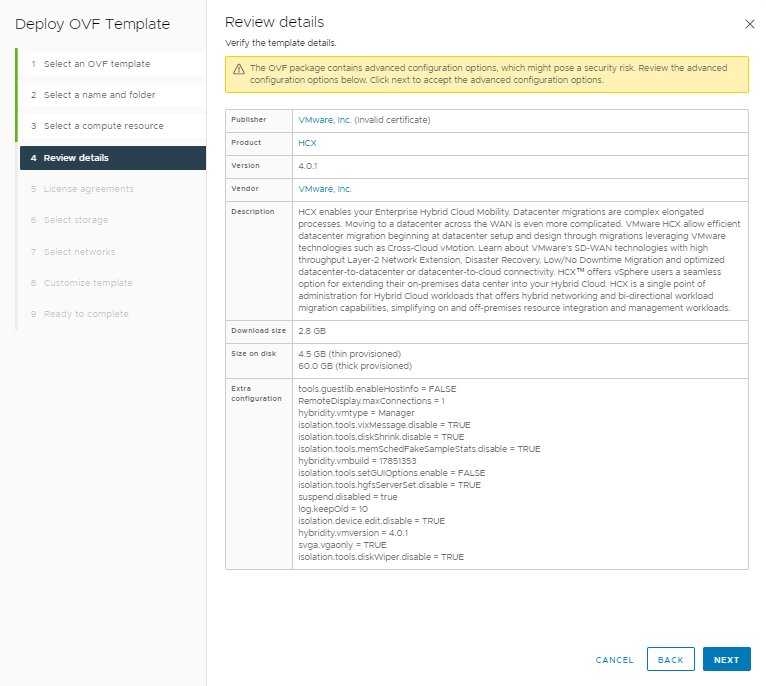 Deploy OVF Template
1 Select an OVF template
2 Select a name and folder
3 Select a compute resource
4 Review details
5 License agreements
6 Select storage
7 Select networks
8 Customize template
9 Ready to complete
Review details
Verify the template details.
The OVF package contains advanced configuration options, which might pose a security risk. Review the advanced
configuration options below. Click next to accept the advanced configuration options.
Publisher VMware, Inc. (Invalid certificate)
Product HCX
Version 4.0.1
Vendor VMware, Inc.
Description HCX enables your Enterprise Hybrid Cloud Mobility. Datacenter migrations are complex elongated
processes. Moving to a datacenter across the WAN is even more complicated. VMware HCX allow efficient
datacenter migration beginning at datacenter setup and design through migrations leveraging VMware
technologies such as Cross-Cloud vMotion. Learn about VMware's SD-WAN technologies with high
throughput Layer-2 Network Extension, Disaster Recovery, Low/No Downtime Migration and optimized
datacenter-to-datacenter or datacenter-to-cloud connectivity. HCX™ offers vSphere users a seamless
option for extending their on-premises data center into your Hybrid Cloud. HCX is a single point of
administration for Hybrid Cloud workloads that offers hybrid networking and bi-directional workload
migration capabilities, simplifying on and off-premises resource integration and management workloads.
Download size 2.8 GB
Size on disk 4.5 GB (thin provisioned)
60.0 GB (thick provisioned)
Extra
configuration
tools.guestlib.enableHostInfo = FALSE
RemoteDisplay.maxConnections = 1
hybridity.vmtype = Manager
isolation.tools.vixMessage.disable = TRUE
isolation.tools.diskShrink.disable = TRUE
isolation.tools.memSchedFakeSampleStats.disable = TRUE
hybridity.vmbuild = 17851353
isolation.tools.setGUIOptions.enable = FALSE
isolation.tools.hgfsServerSet.disable = TRUE
suspend.disabled = true
log.keepOld = 10
isolation.device.edit.disable = TRUE
hybridity.vmversion = 4.0.1
svga.vgaonly = TRUE
isolation.tools.diskWiper.disable = TRUE
CANCEL BACK NEXT